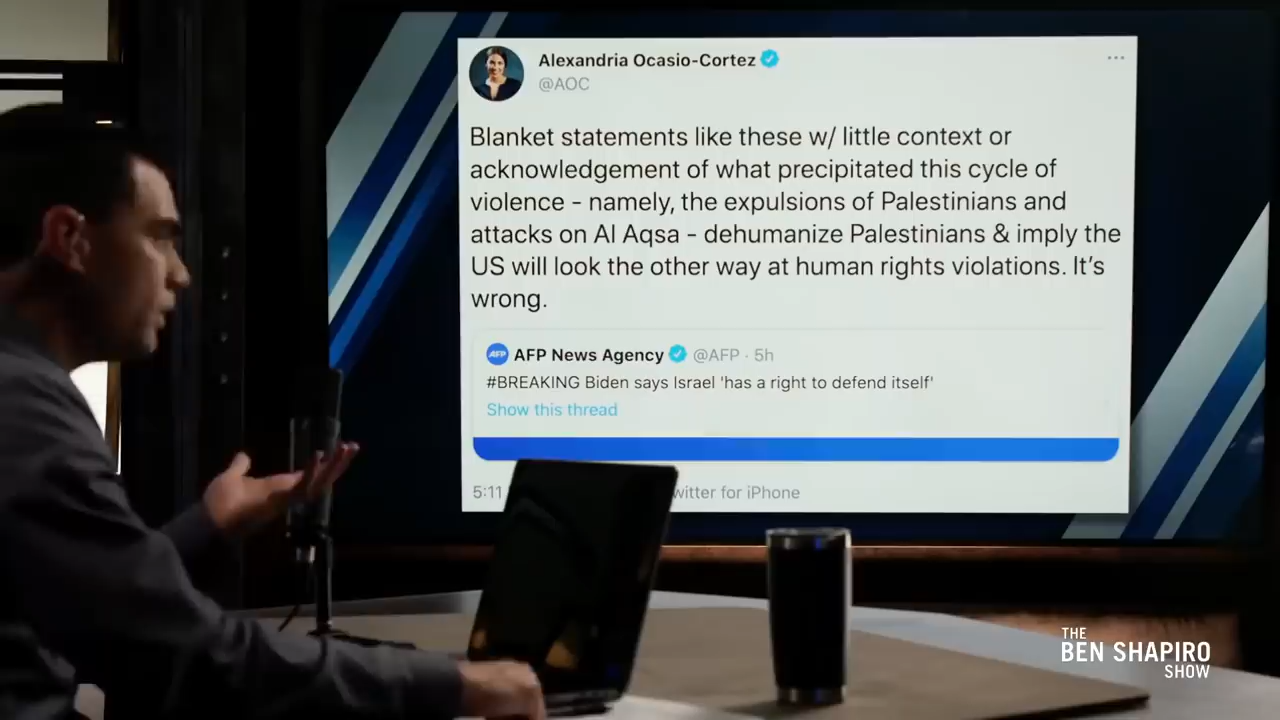 Alexandria Ocasio-Cortez
@AOC
Blanket statements like these w/ little context or
acknowledgement of what precipitated this cycle of
violence - namely, the expulsions of Palestinians and
attacks on Al Aqsa - dehumanize Palestinians & imply the
US will look the other way at human rights violations. It's
wrong.
AFP AFP News Agency @AFP · 5h
#BREAKING Biden says Israel 'has a right to defend itself'
Show this thread
5:11 for iPhone
THE
BEN SHAPIRO
SHOW